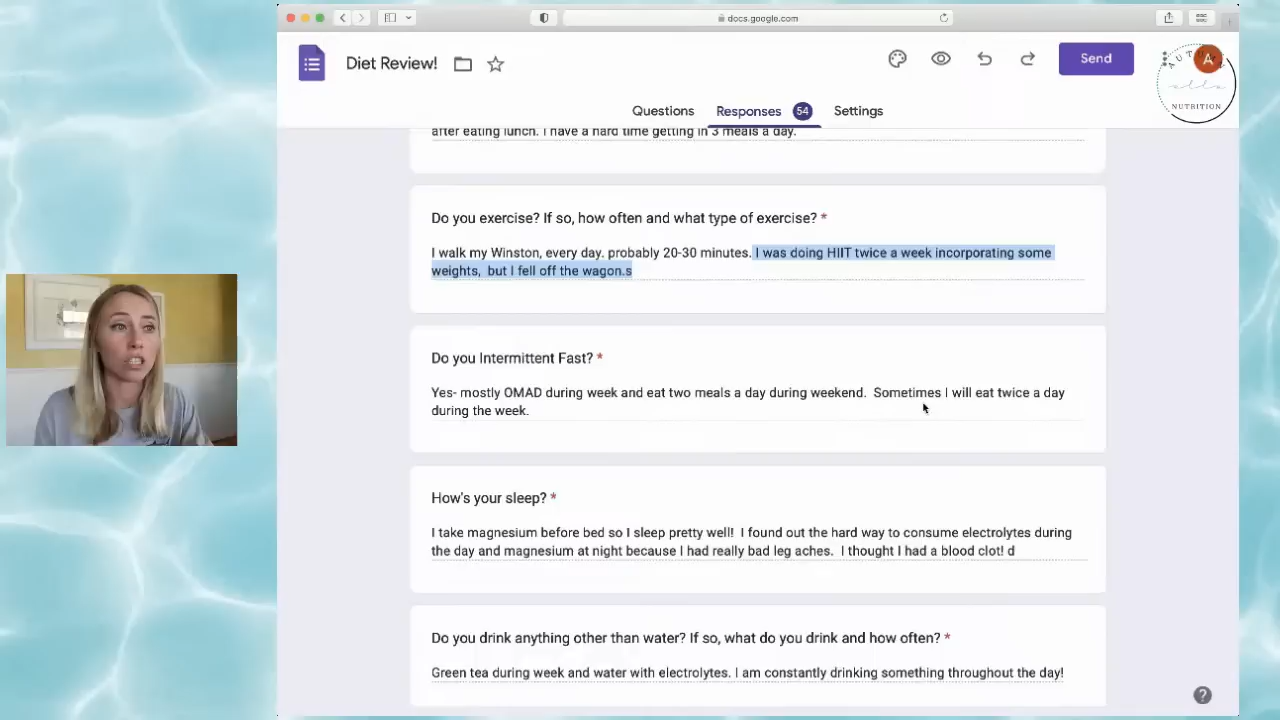 docs.google.com
Diet Review!
Send
A
AUTUMN
elle
NUTRITION
Questions
Responses 54
Settings
after eating lunch. I have a hard time getting in 3 meals a day.
Do you exercise? If so, how often and what type of exercise? *
I walk my Winston, every day. probably 20-30 minutes. I was doing HIIT twice a week incorporating some
weights,  but I fell off the wagon.s
Do you Intermittent Fast? *
Yes- mostly OMAD during week and eat two meals a day during weekend.  Sometimes I will eat twice a day
during the week.
How's your sleep? *
I take magnesium before bed so I sleep pretty well!  I found out the hard way to consume electrolytes during
the day and magnesium at night because I had really bad leg aches.  I thought I had a blood clot! d
Do you drink anything other than water? If so, what do you drink and how often? *
Green tea during week and water with electrolytes. I am constantly drinking something throughout the day!